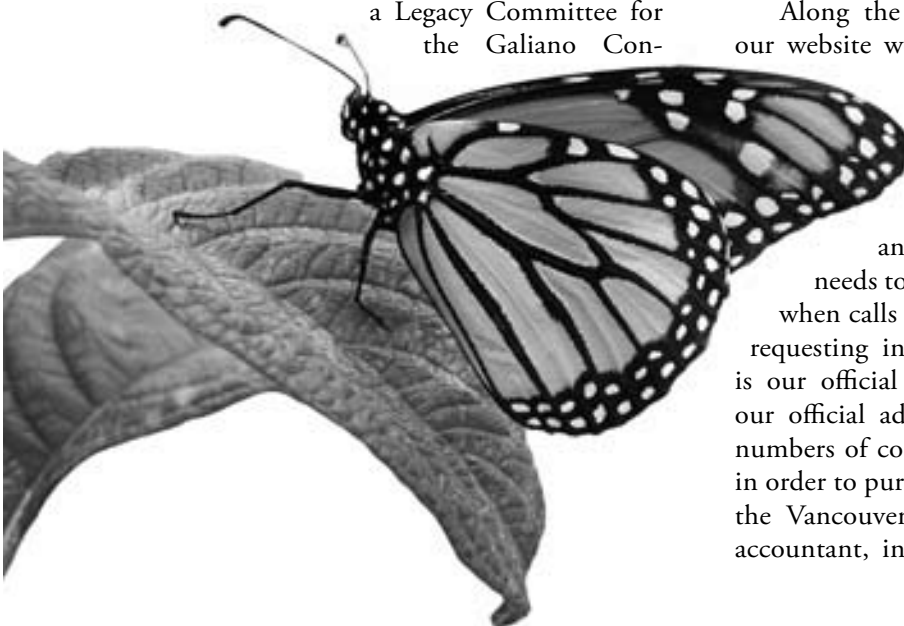 a Legacy Committee for
the Galiano Con-
Along the
our website w
an
needs to
when calls
requesting in
is our official
our official ad
numbers of co
in order to pur
the Vancouver
accountant, in